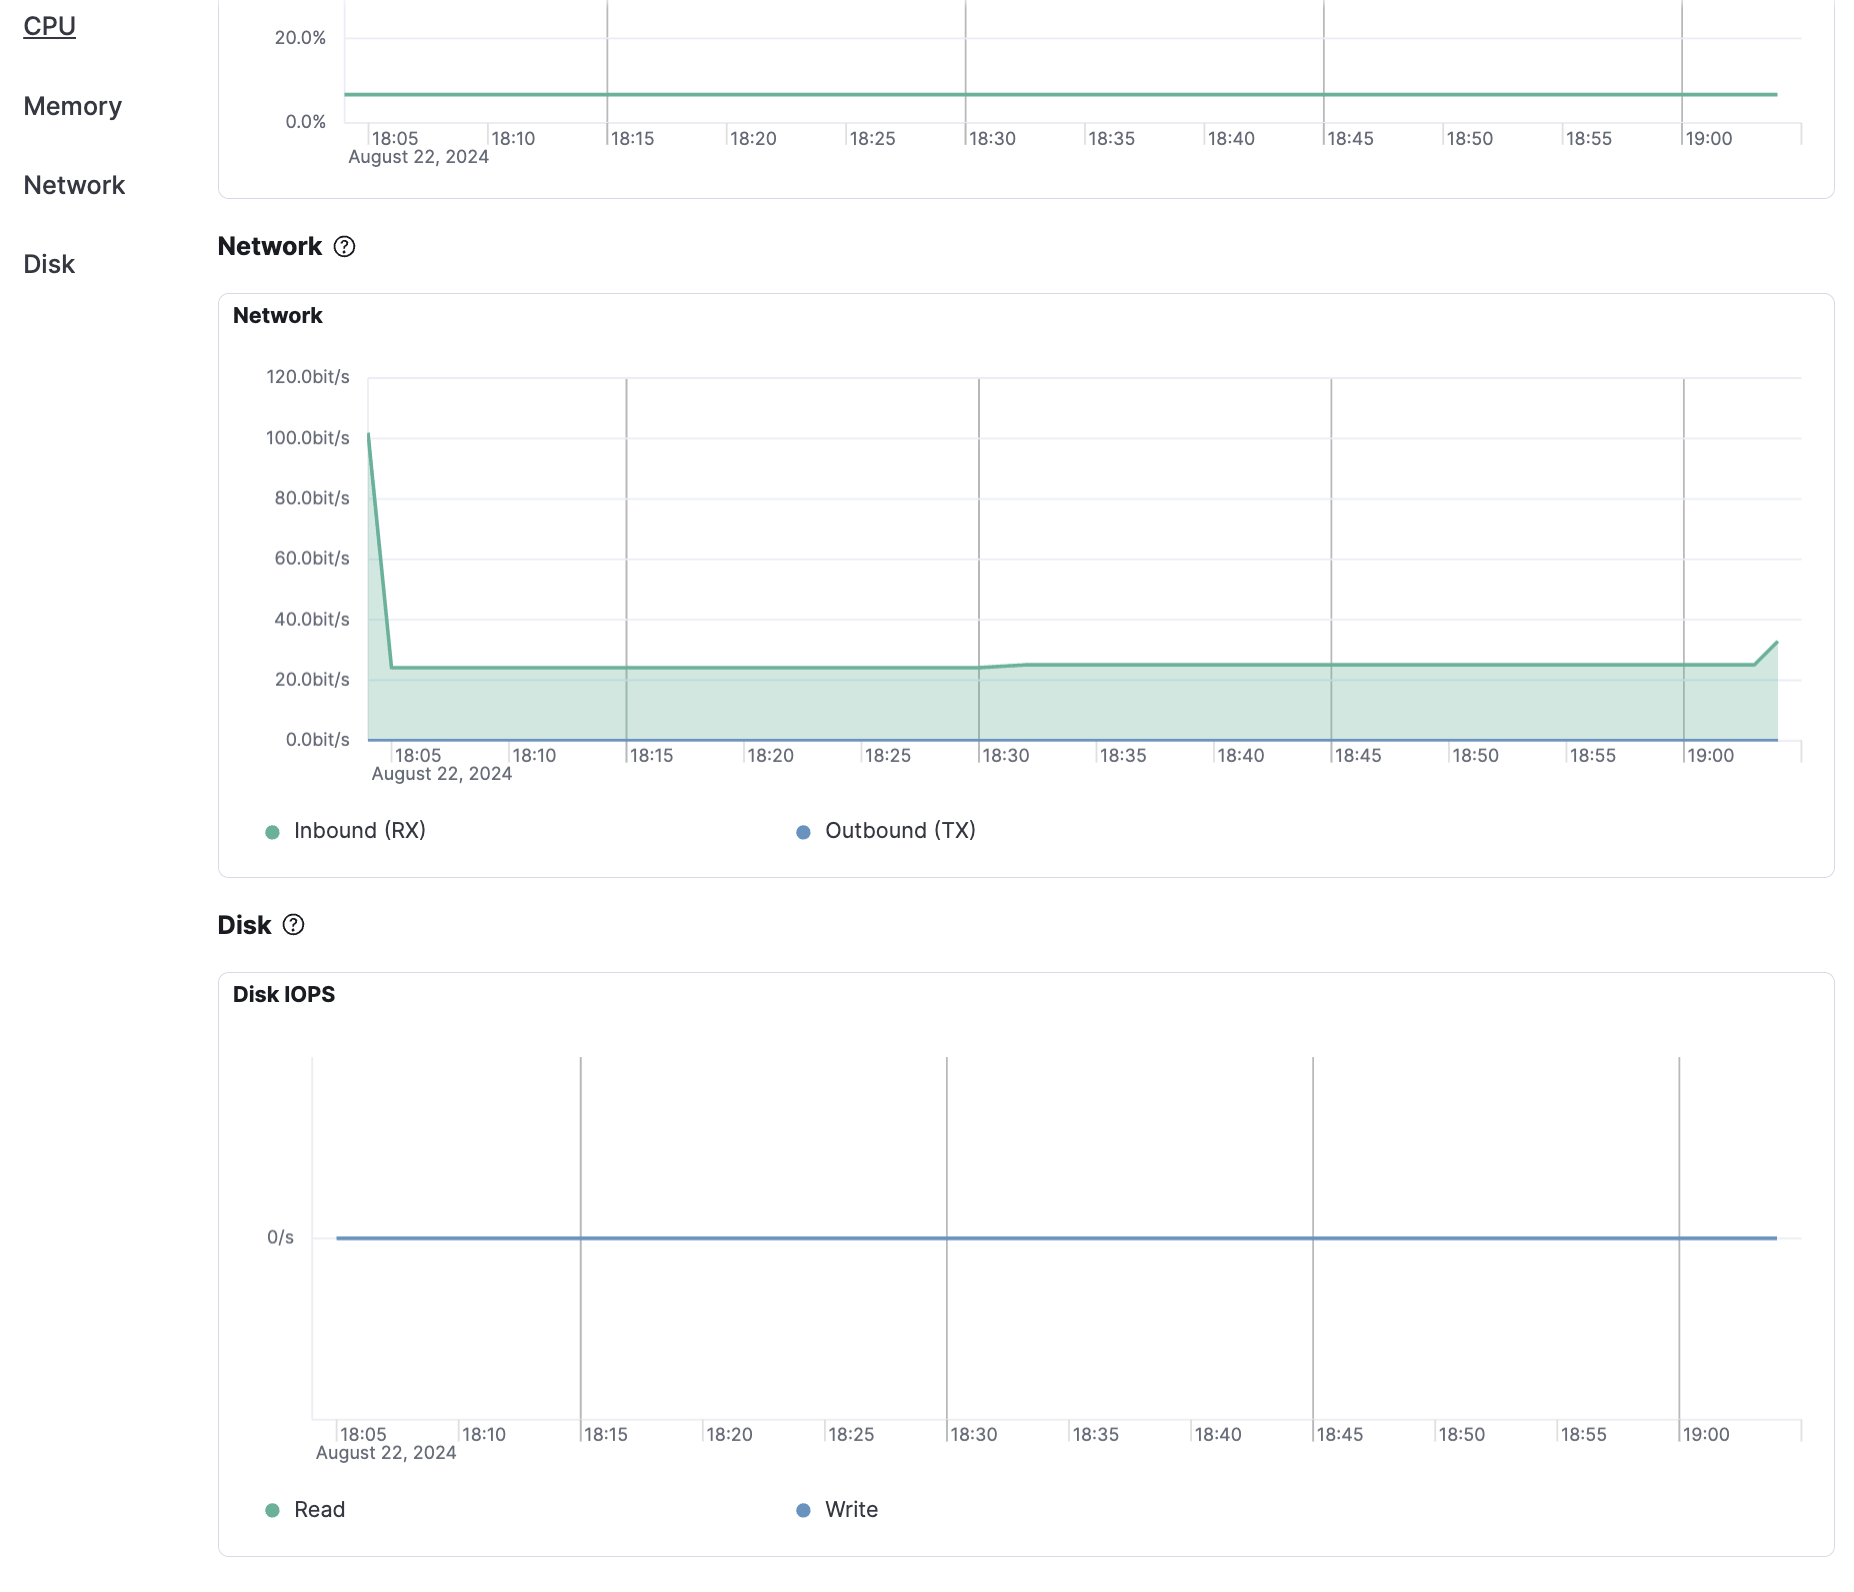 CPU
Memory
Network
Disk
20.0%
0.0%
18:05 18:10 18:15 18:20 18:25 18:30 18:35 18:40 18:45 18:50 18:55 19:00
August 22, 2024
Network ?
Network
120.0bit/s
100.0bit/s
80.0bit/s
60.0bit/s
40.0bit/s
20.0bit/s
0.0bit/s
18:05 18:10 18:15 18:20 18:25 18:30 18:35 18:40 18:45 18:50 18:55 19:00
August 22, 2024
Inbound (RX) Outbound (TX)
Disk ?
Disk IOPS
0/s
18:05 18:10 18:15 18:20 18:25 18:30 18:35 18:40 18:45 18:50 18:55 19:00
August 22, 2024
Read Write